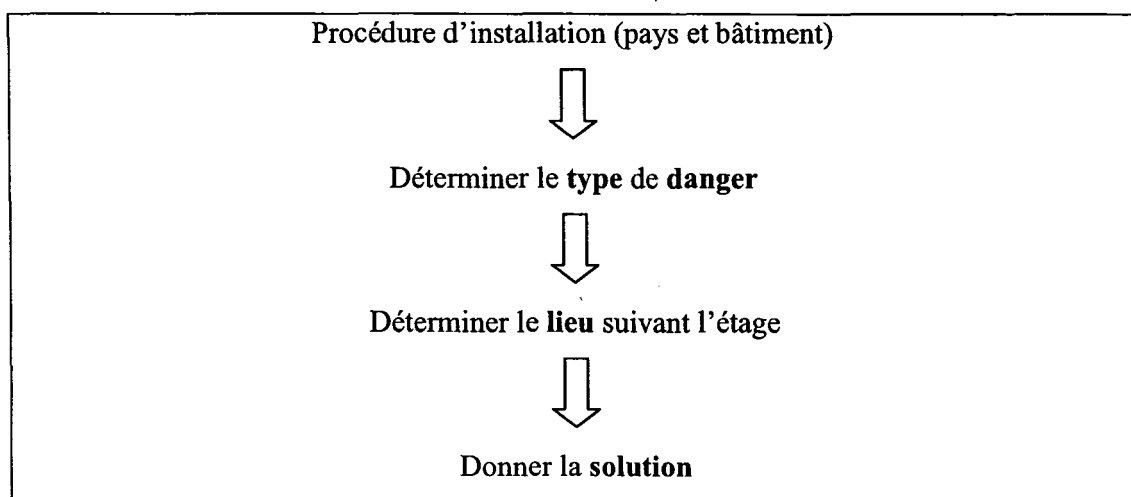 Procédure d'installation (pays et bâtiment)
Déterminer le type de danger
Déterminer le lieu suivant l'étage
Donner la solution